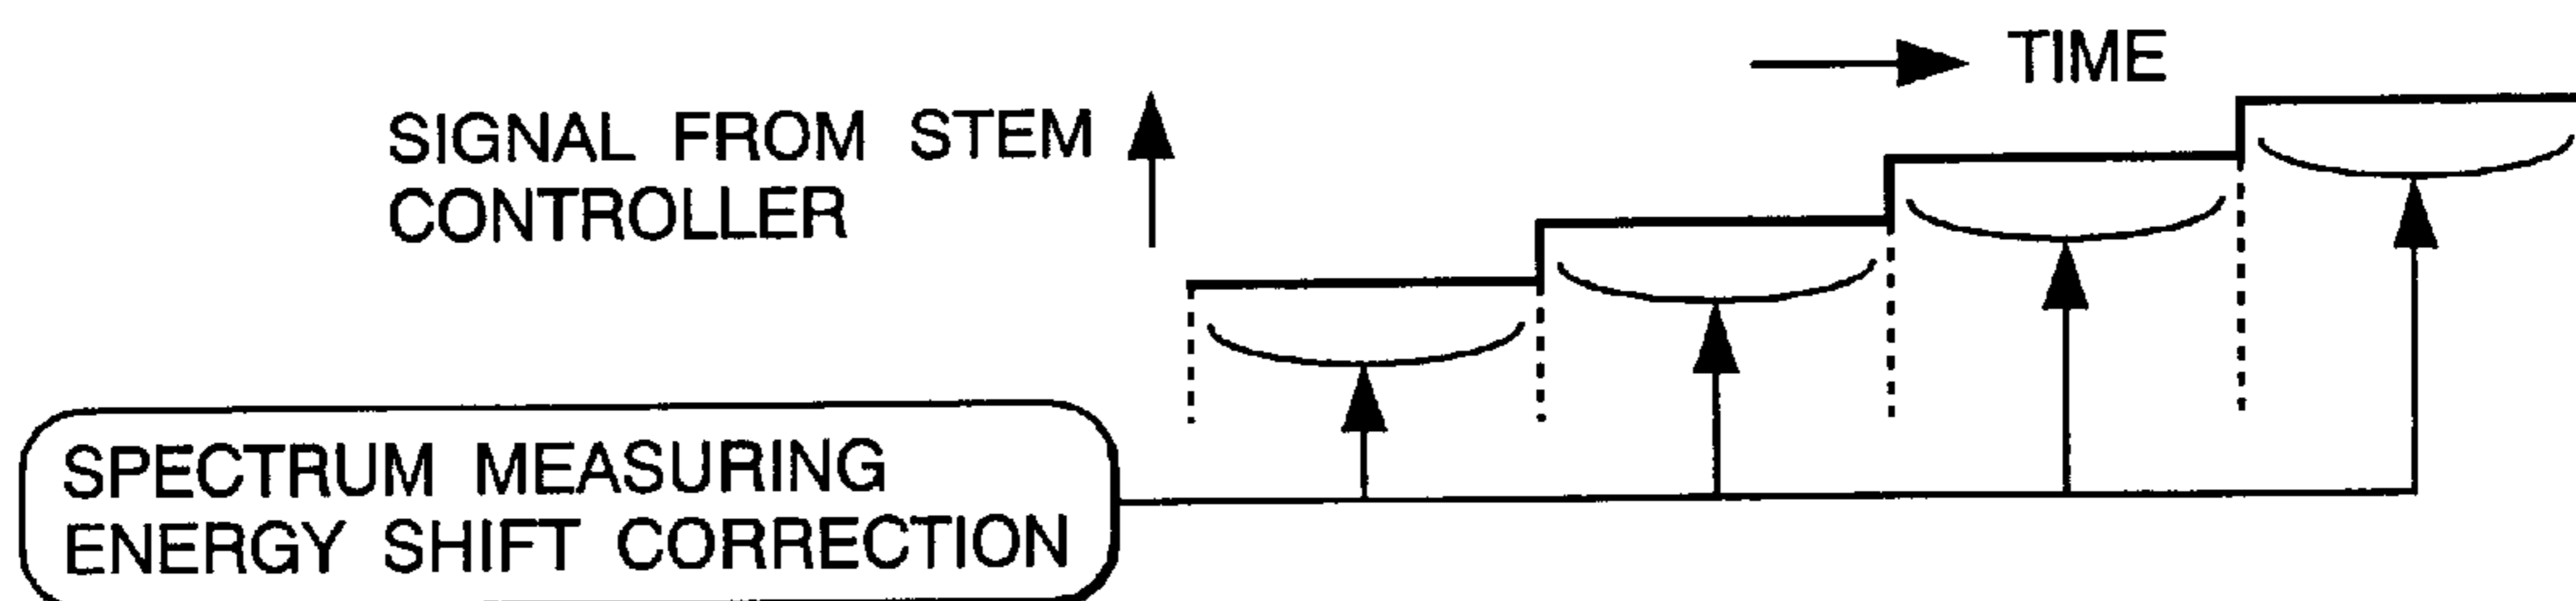 TIME
SIGNAL FROM STEM
CONTROLLER
SPECTRUM MEASURING
ENERGY SHIFT CORRECTION